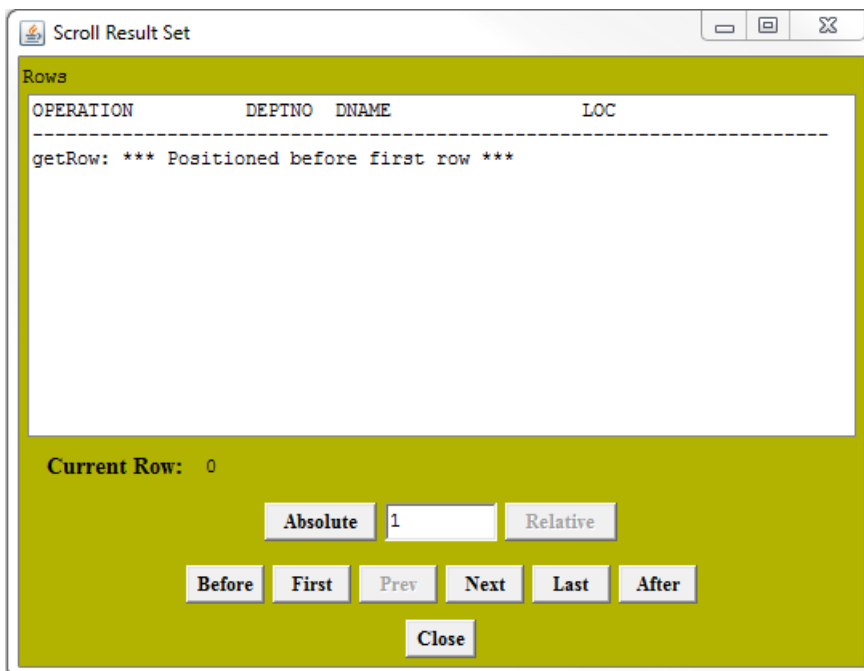 Scroll Result Set
Rows
OPERATION DEPTNO DNAME LOC
-----------------------------------------------------------------------
getRow: *** Positioned before first row ***
Current Row: 0
Absolute 1 Relative
Before First Prev Next Last After
Close